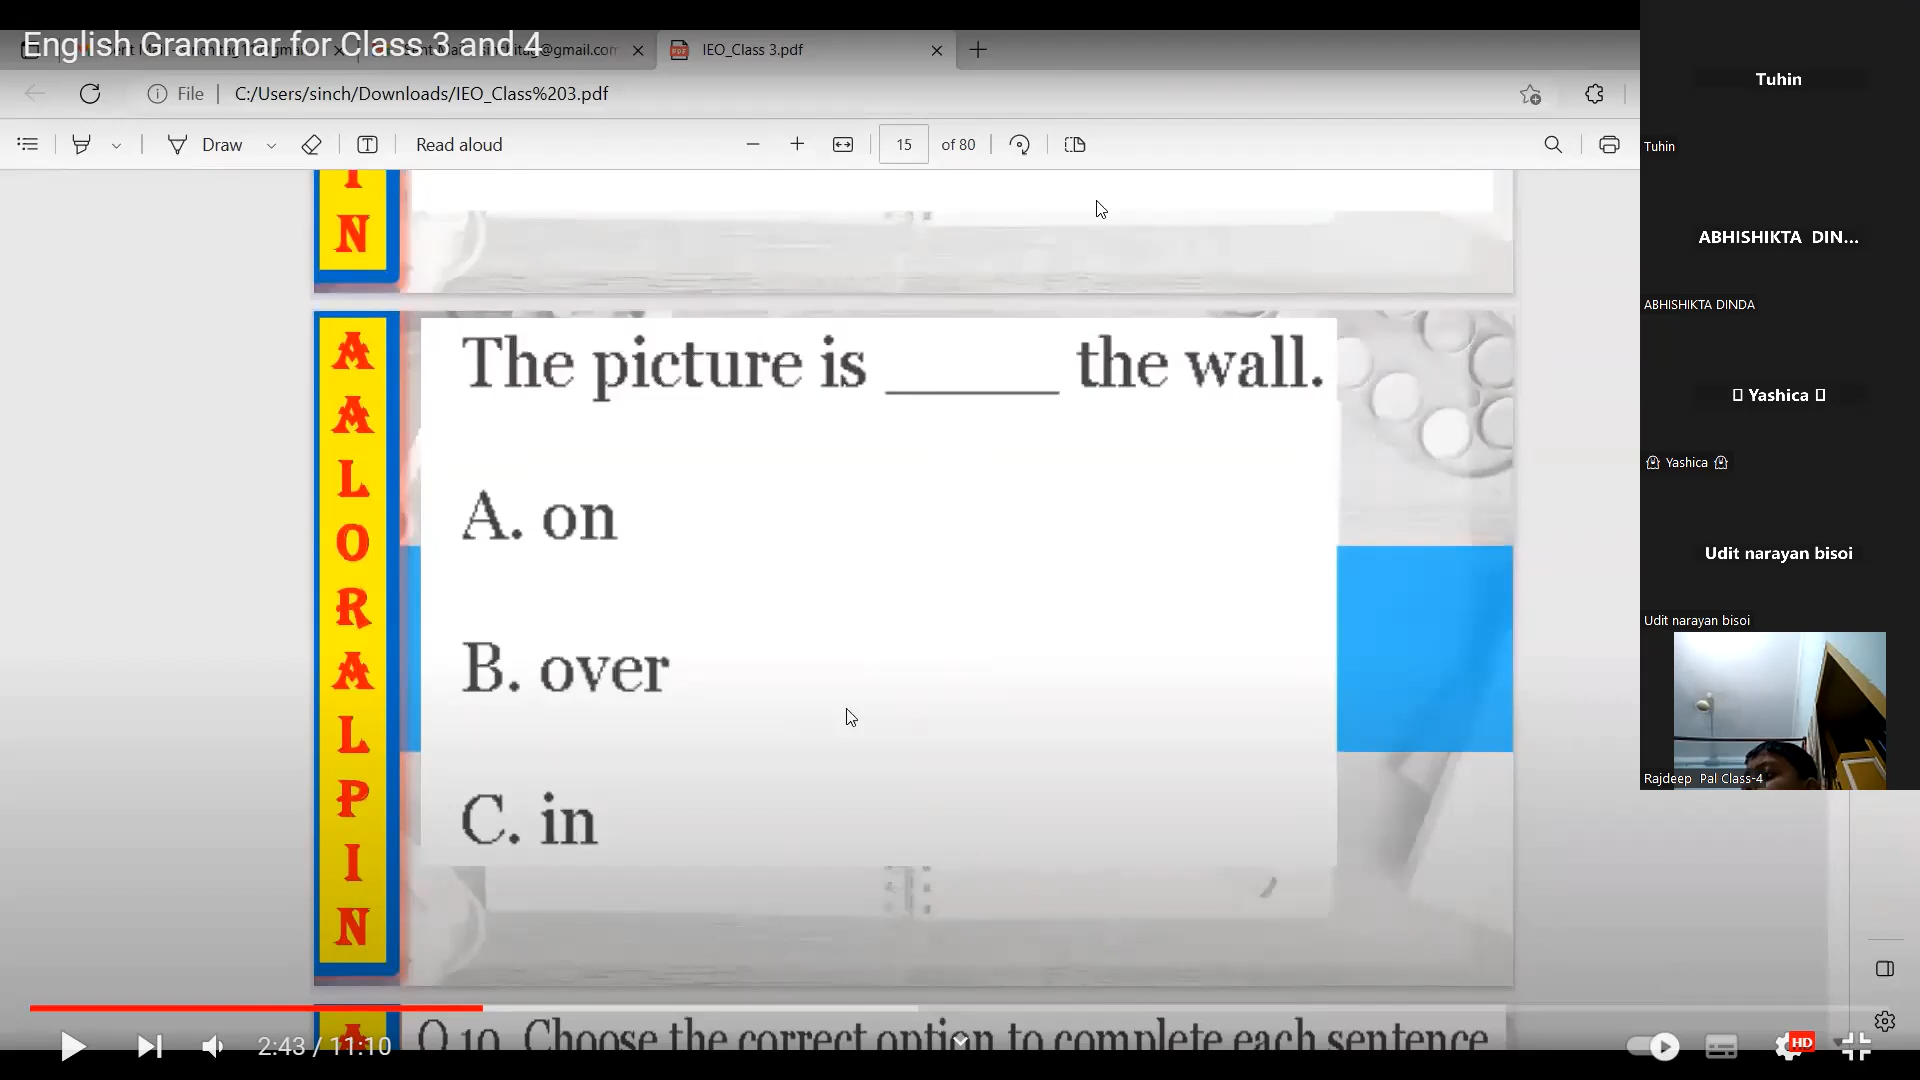 English Grammar for Class 3 and 4
@gmail.com
IEO_Class 3.pdf
File
C:/Users/sinch/Downloads/IEO_Class%203.pdf
Draw
Read aloud
15 of 80
I
N
A
A
L
O
R
A
L
P
I
N
The picture is ______ the wall.
A. on
B. over
C. in
A
Q 10. Choose the correct option to complete each sentence
2:43 / 11:10
HD
Tuhin
Tuhin
ABHISHIKTA DIN...
ABHISHIKTA DINDA
Yashica
Yashica
Udit narayan bisoi
Udit narayan bisoi
Rajdeep Pal Class-4